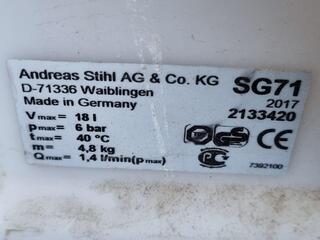 Andreas Stihl AG & Co. KG SG71
D-71336 Waiblingen 2017
Made in Germany 2133420
Vmax= 18 l
pmax= 6 bar
tmax= 40 °C
m = 4,8 kg
Qmax= 1,4 l/min(pmax)
CE
7392100